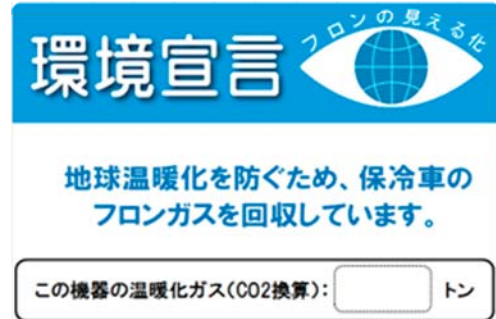 環境宣言
フロンの見える化
地球温暖化を防ぐため、保冷車の
フロンガスを回収しています。
この機器の温暖化ガス(CO2換算): トン